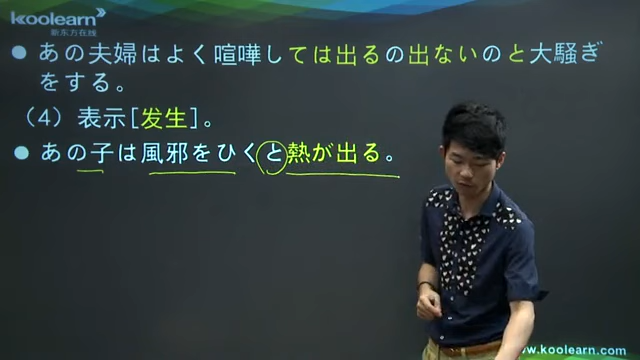 koolearn
新东方在线
● あの夫婦はよく喧嘩しては出るの出ないのと大騒ぎ
をする。
（4）表示[发生]。
● あの子は風邪をひくと熱が出る。
www.koolearn.com